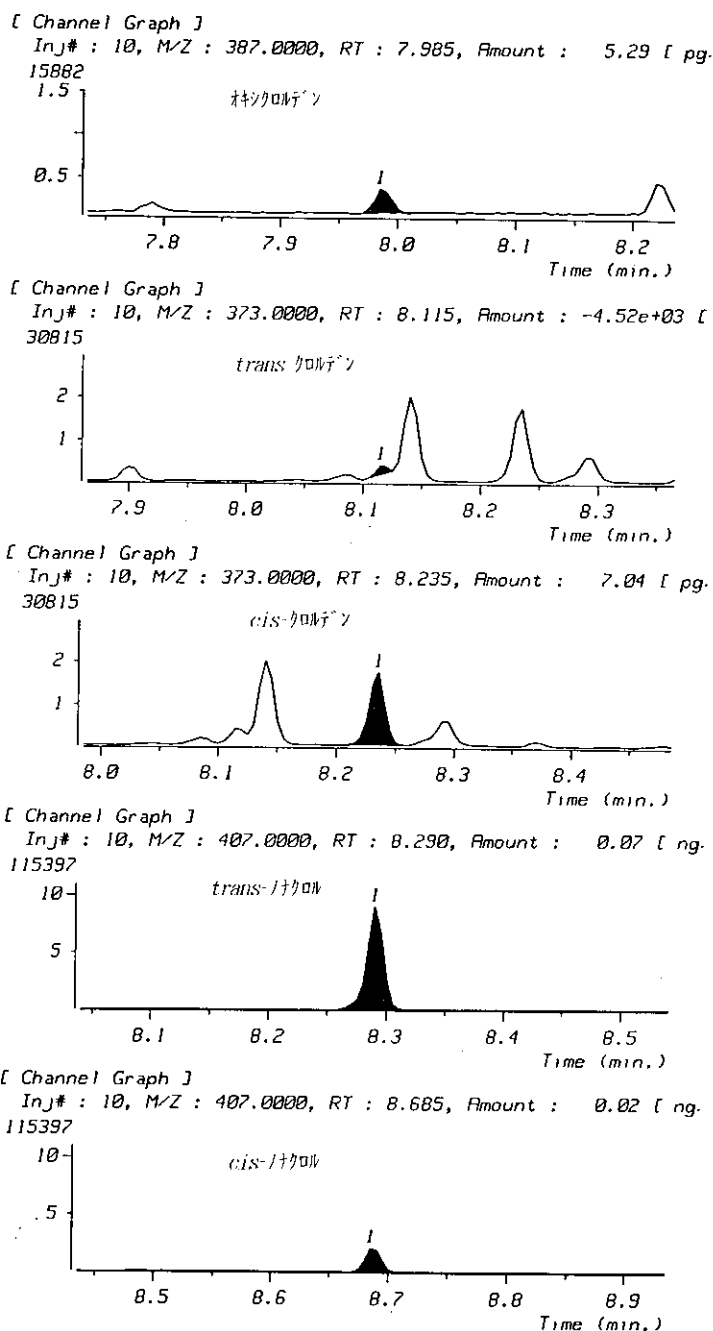 [ Channel Graph ]
Inj# : 10, M/Z : 387.0000, RT : 7.985, Amount : 5.29 [ pg.
15882
1.5
オキシクロルデン
1
0.5
7.8 7.9 8.0 8.1 8.2
Time (min.)
[ Channel Graph ]
Inj# : 10, M/Z : 373.0000, RT : 8.115, Amount : -4.52e+03 [
30815
trans クロルデン
2
1
1
7.9 8.0 8.1 8.2 8.3
Time (min.)
[ Channel Graph ]
Inj# : 10, M/Z : 373.0000, RT : 8.235, Amount : 7.04 [ pg.
30815
cis-クロルデン
2
1
1
8.0 8.1 8.2 8.3 8.4
Time (min.)
[ Channel Graph ]
Inj# : 10, M/Z : 407.0000, RT : 8.290, Amount : 0.07 [ ng.
115397
10
trans-ノナクロル
1
5
8.1 8.2 8.3 8.4 8.5
Time (min.)
[ Channel Graph ]
Inj# : 10, M/Z : 407.0000, RT : 8.685, Amount : 0.02 [ ng.
115397
10
cis-ノナクロル
5
1
8.5 8.6 8.7 8.8 8.9
Time (min.)